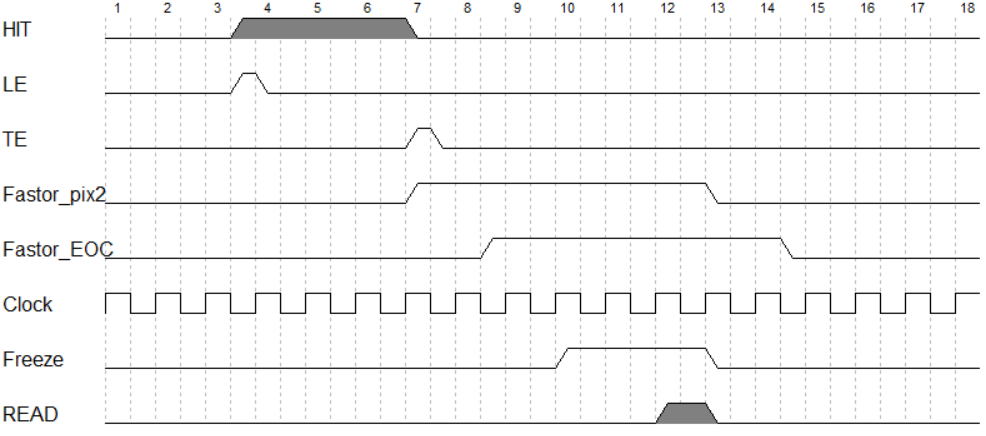 1 2 3 4 5 6 7 8 9 10 11 12 13 14 15 16 17 18
HIT
LE
TE
Fastor_pix2
Fastor_EOC
Clock
Freeze
READ